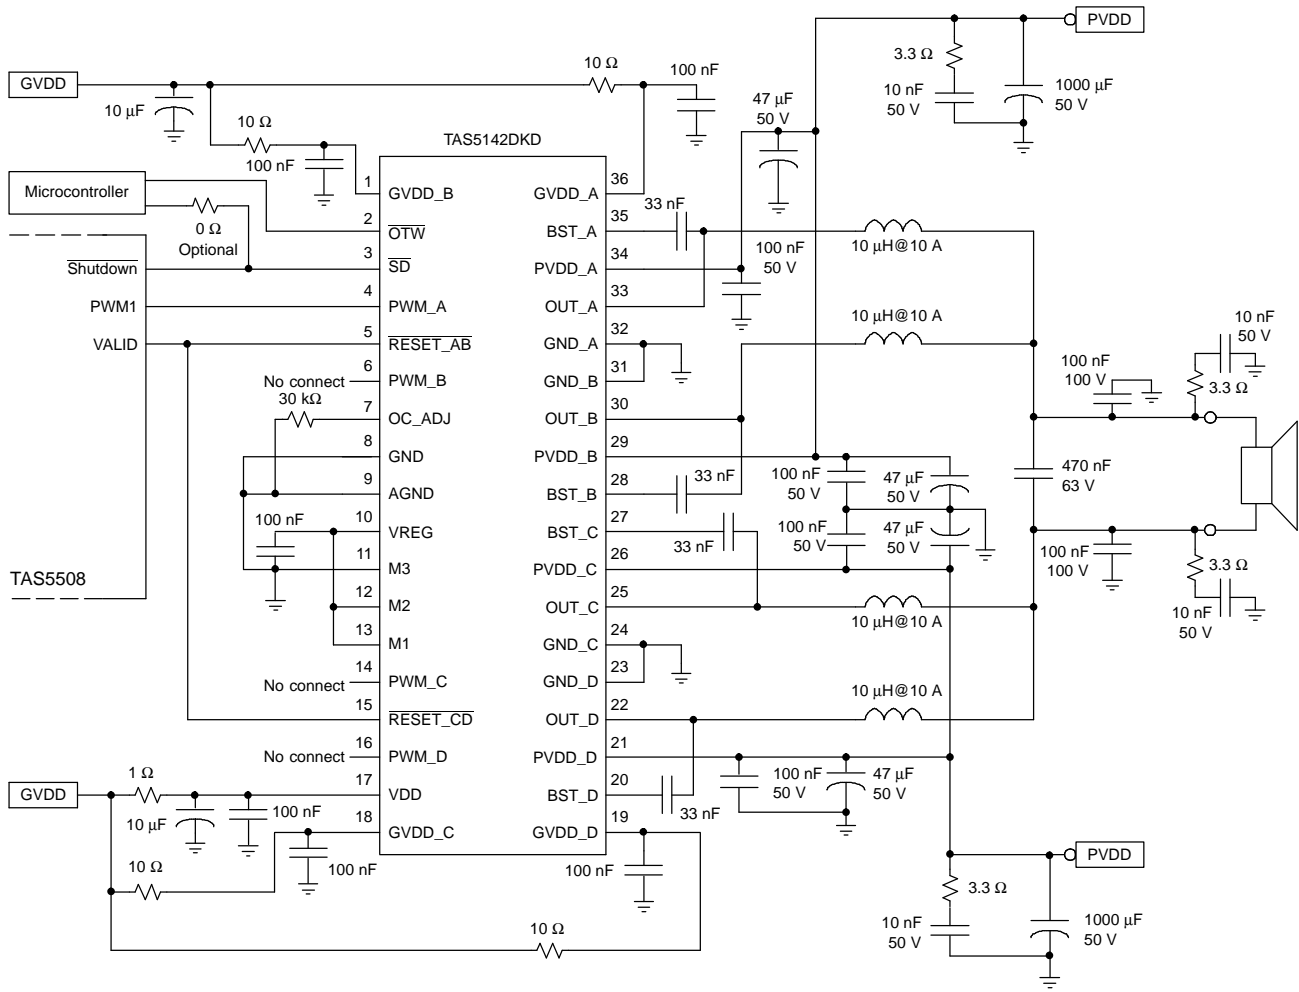 PVDD
3.3 Ω
10 nF
50 V
1000 µF
50 V
GVDD
10 µF
10 Ω
100 nF
10 Ω
100 nF
47 µF
50 V
TAS5142DKD
Microcontroller
0 Ω
Optional
Shutdown
PWM1
VALID
TAS5508
1
GVDD_B
2
OTW
3
SD
4
PWM_A
5
RESET_AB
No connect
6
PWM_B
30 kΩ
7
OC_ADJ
8
GND
9
AGND
100 nF
10
VREG
11
M3
12
M2
13
M1
No connect
14
PWM_C
15
RESET_CD
No connect
16
PWM_D
17
VDD
18
GVDD_C
36
GVDD_A
35
BST_A
34
PVDD_A
33
OUT_A
32
GND_A
31
GND_B
30
OUT_B
29
PVDD_B
28
BST_B
27
BST_C
26
PVDD_C
25
OUT_C
24
GND_C
23
GND_D
22
OUT_D
21
PVDD_D
20
BST_D
19
GVDD_D
33 nF
100 nF
50 V
10 µH@10 A
10 µH@10 A
33 nF
100 nF
50 V
47 µF
50 V
33 nF
100 nF
50 V
47 µF
50 V
10 µH@10 A
10 µH@10 A
100 nF
50 V
47 µF
50 V
33 nF
100 nF
10 nF
50 V
3.3 Ω
100 nF
100 V
470 nF
63 V
100 nF
100 V
3.3 Ω
10 nF
50 V
GVDD
1 Ω
10 µF
100 nF
10 Ω
100 nF
10 Ω
PVDD
3.3 Ω
10 nF
50 V
1000 µF
50 V